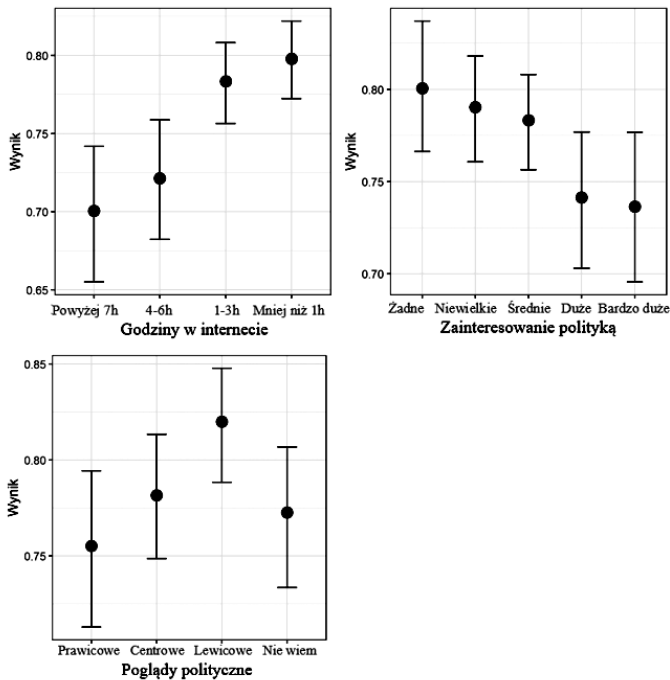 Wynik
0.80
0.75
0.70
0.65
Powyżej 7h 4-6h 1-3h Mniej niż 1h
Godziny w internecie
Wynik
0.80
0.75
0.70
Żadne Niewielkie Średnie Duże Bardzo duże
Zainteresowanie polityką
Wynik
0.85
0.80
0.75
Prawicowe Centrowe Lewicowe Nie wiem
Poglądy polityczne